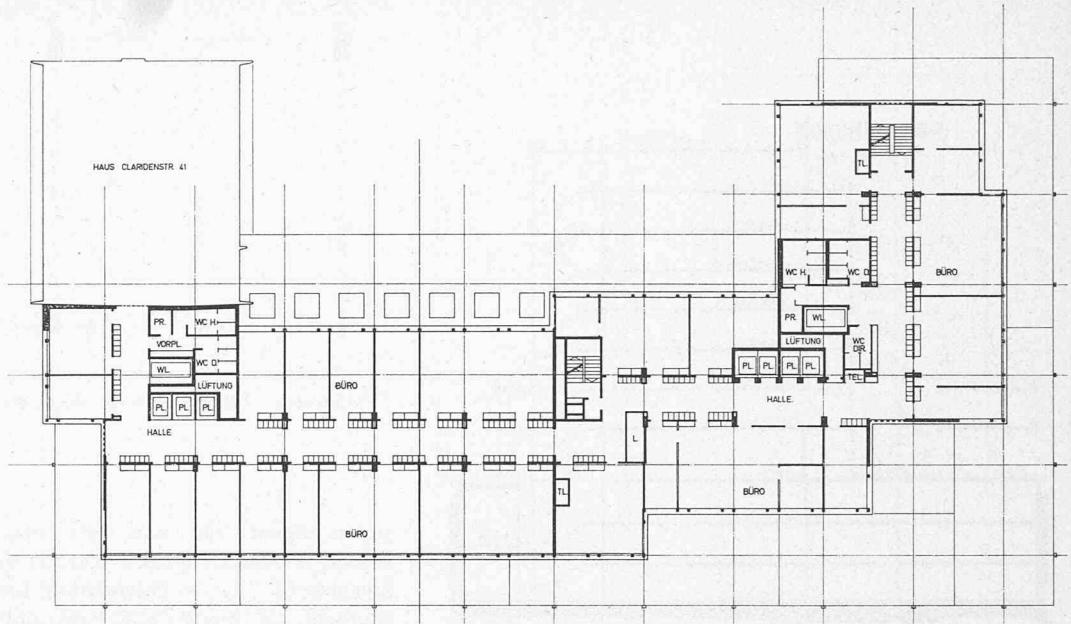 HAUS CLARIDENSTR. 41
TL.
WC H.
WC D.
BÜRO
PR.
WL.
LÜFTUNG
WC
DIR.
PL.
PL.
PL.
PL.
TEL.
HALLE.
PR.
WC H.
VORPL.
WC D.
WL.
LÜFTUNG
PL.
PL.
PL.
HALLE
BÜRO
L.
TL.
BÜRO
BÜRO